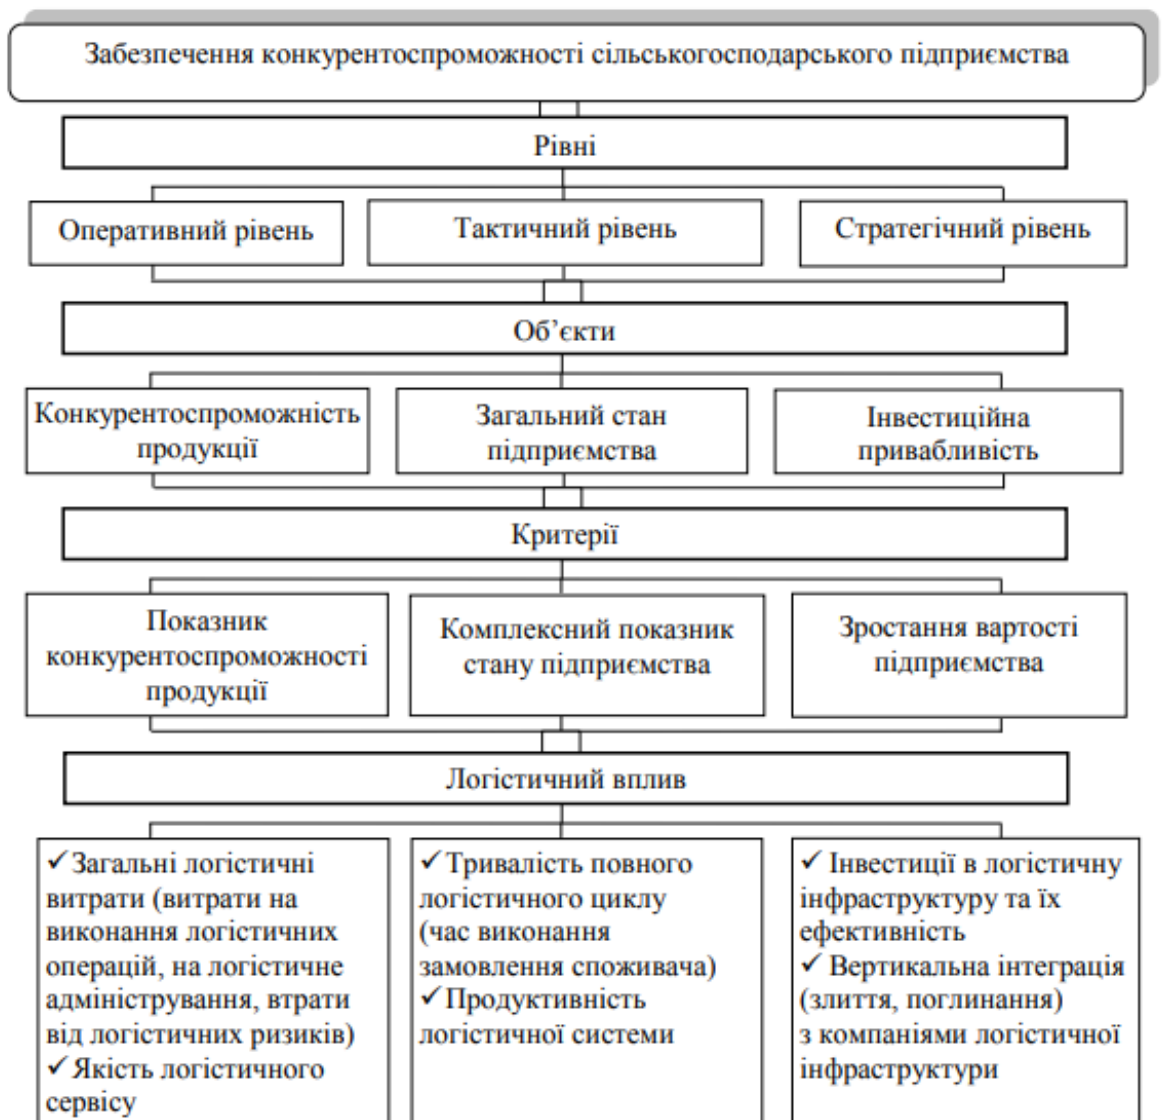 Забезпечення конкурентоспроможності сільськогосподарського підприємства
Рівні
Оперативний рівень
Тактичний рівень
Стратегічний рівень
Об’єкти
Конкурентоспроможність
продукції
Загальний стан
підприємства
Інвестиційна
привабливість
Критерії
Показник
конкурентоспроможності
продукції
Комплексний показник
стану підприємства
Зростання вартості
підприємства
Логістичний вплив
✓ Загальні логістичні
витрати (витрати на
виконання логістичних
операцій, на логістичне
адміністрування, втрати
від логістичних ризиків)
✓ Якість логістичного
сервісу
✓ Тривалість повного
логістичного циклу
(час виконання
замовлення споживача)
✓ Продуктивність
логістичної системи
✓ Інвестиції в логістичну
інфраструктуру та їх
ефективність
✓ Вертикальна інтеграція
(злиття, поглинання)
з компаніями логістичної
інфраструктури